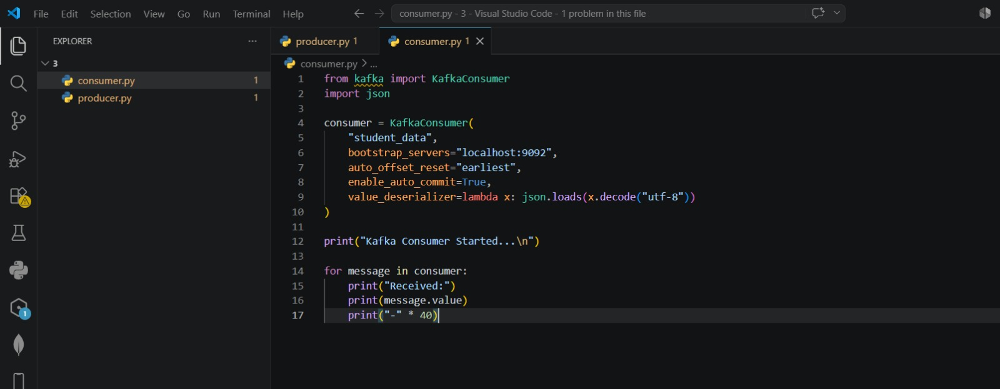 File Edit Selection View Go Run Terminal Help
consumer.py - 3 - Visual Studio Code - 1 problem in this file
EXPLORER
3
consumer.py 1
producer.py 1
1
producer.py 1
consumer.py 1
consumer.py > ...
1 from kafka import KafkaConsumer
2 import json
3
4 consumer = KafkaConsumer(
5     "student_data",
6     bootstrap_servers="localhost:9092",
7     auto_offset_reset="earliest",
8     enable_auto_commit=True,
9     value_deserializer=lambda x: json.loads(x.decode("utf-8"))
10 )
11
12 print("Kafka Consumer Started...\n")
13
14 for message in consumer:
15     print("Received:")
16     print(message.value)
17     print("-" * 40)